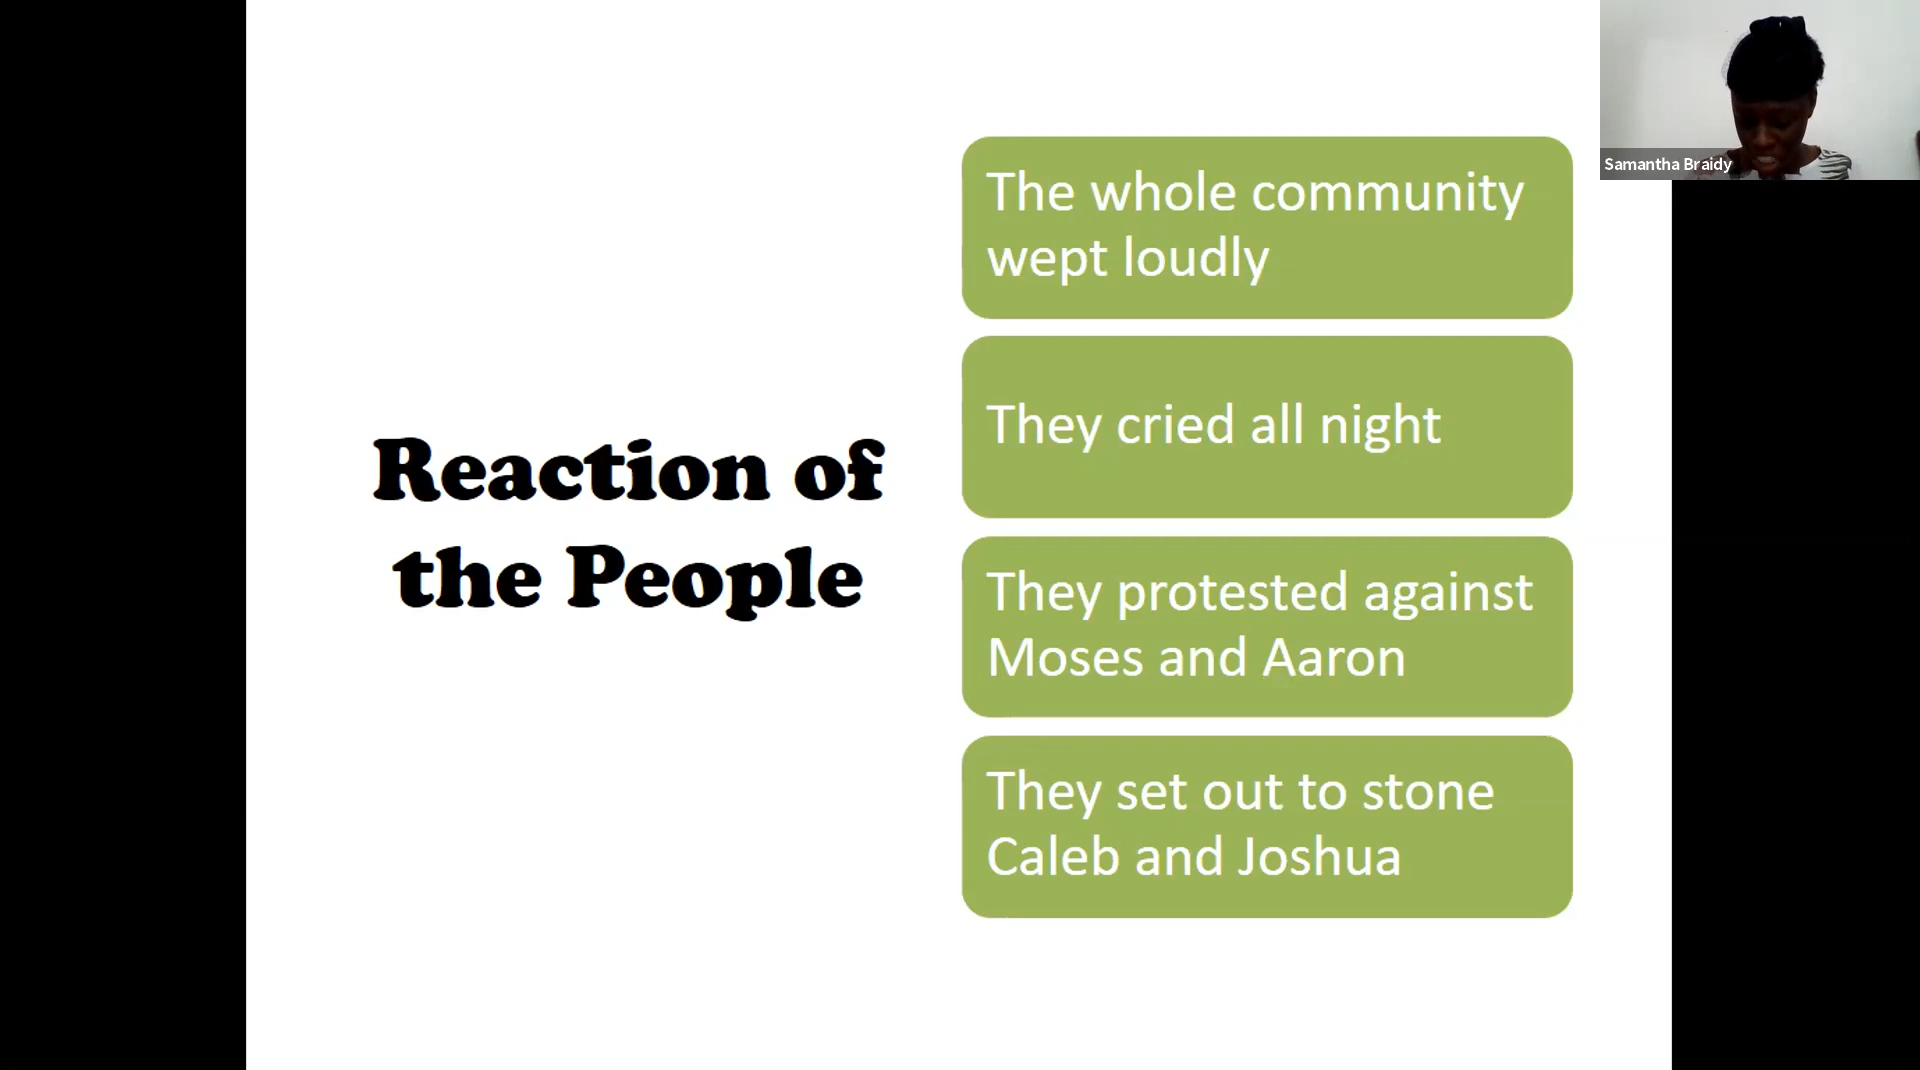 Reaction of
the People
The whole community
wept loudly
They cried all night
They protested against
Moses and Aaron
They set out to stone
Caleb and Joshua
Samantha Braidy